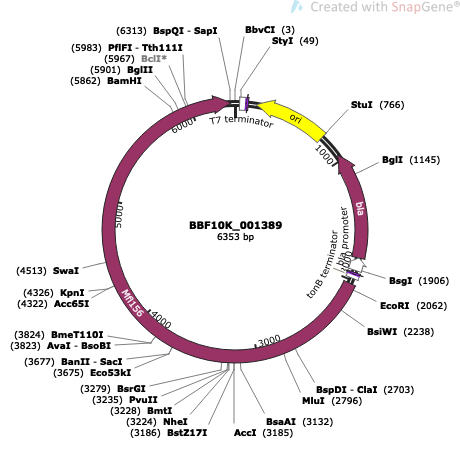 Created with SnapGene®
(6313) BspQI - SapI
BbvCI (3)
StyI (49)
(5983) PflFI - Tth111I
(5967) BclI*
(5901) BglII
(5862) BamHI
T7 terminator
ori
StuI (766)
BglI (1145)
bla
bla promoter
tonB terminator
BsgI (1906)
EcoRI (2062)
BsiWI (2238)
BspDI - ClaI (2703)
MluI (2796)
BsaAI (3132)
AccI (3185)
(3186) BstZ17I
(3224) NheI
(3228) BmtI
(3235) PvuII
(3279) BsrGI
(3675) Eco53kI
(3677) BanII - SacI
(3823) AvaI - BsoBI
(3824) BmeT110I
(4322) Acc65I
(4326) KpnI
(4513) SwaI
Mfl156
1000
3000
4000
5000
6000
BBF10K_001389
6353 bp